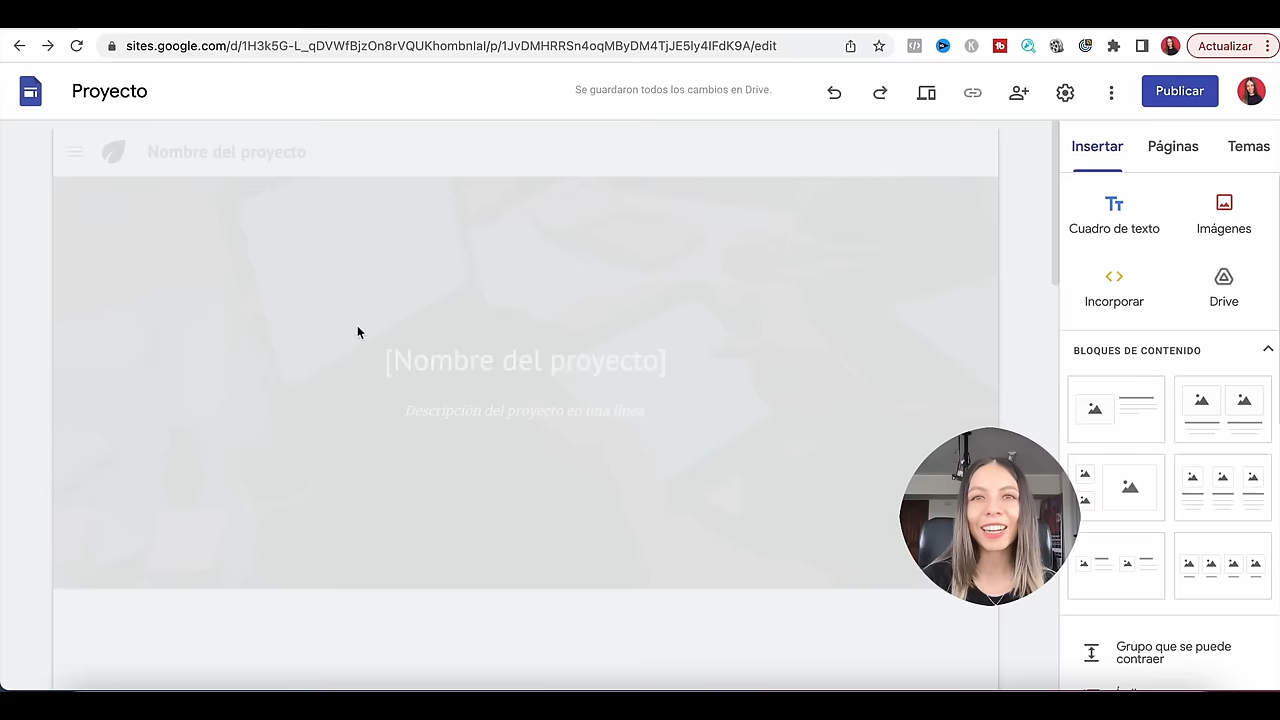 sites.google.com/d/1H3k5G-L_qDVWfBjzOn8rVQUKhombnIaI/p/1JvDMHRRSn4oqMByDM4TjJE5Iy4IFdK9A/edit
Actualizar
Proyecto
Se guardaron todos los cambios en Drive.
Publicar
Nombre del proyecto
[Nombre del proyecto]
Descripción del proyecto en una línea
Insertar
Páginas
Temas
Cuadro de texto
Imágenes
Incorporar
Drive
BLOQUES DE CONTENIDO
Grupo que se puede
contraer